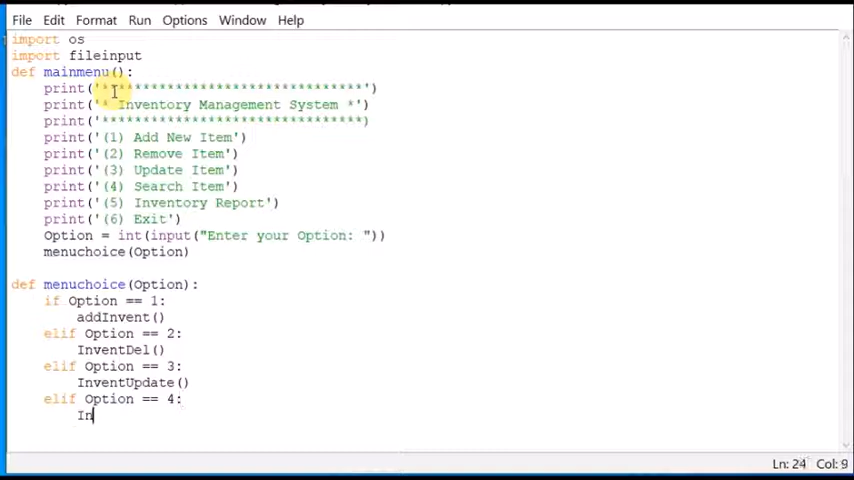 File Edit Format Run Options Window Help
import os
import fileinput
def mainmenu():
    print('********************************')
    print('* Inventory Management System *')
    print('********************************)
    print('(1) Add New Item')
    print('(2) Remove Item')
    print('(3) Update Item')
    print('(4) Search Item')
    print('(5) Inventory Report')
    print('(6) Exit')
    Option = int(input("Enter your Option: "))
    menuchoice(Option)
def menuchoice(Option):
    if Option == 1:
        addInvent()
    elif Option == 2:
        InventDel()
    elif Option == 3:
        InventUpdate()
    elif Option == 4:
        In
Ln: 24 Col: 9